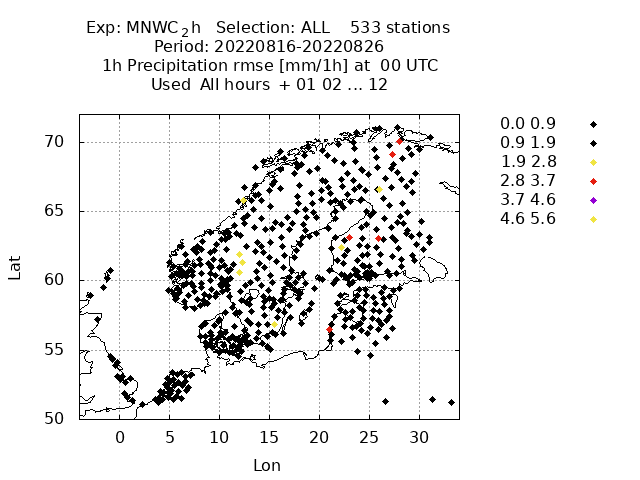 Exp: MNWC_2h Selection: ALL 533 stations
Period: 20220816-20220826
1h Precipitation rmse [mm/1h] at 00 UTC
Used All hours + 01 02 ... 12
0.0 0.9
0.9 1.9
1.9 2.8
2.8 3.7
3.7 4.6
4.6 5.6
70
65
60
55
50
Lat
0 5 10 15 20 25 30
Lon